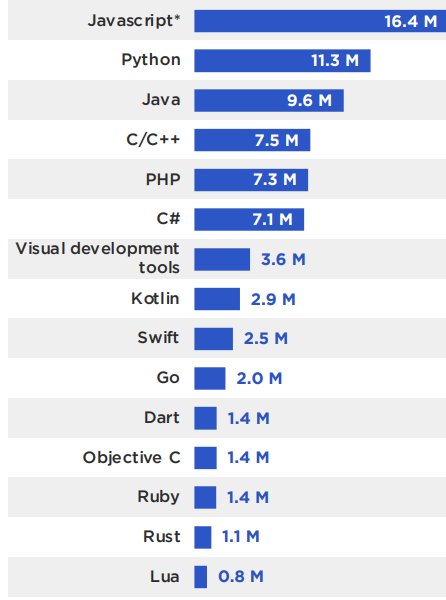 Javascript* 16.4 M
Python 11.3 M
Java 9.6 M
C/C++ 7.5 M
PHP 7.3 M
C# 7.1 M
Visual development
tools 3.6 M
Kotlin 2.9 M
Swift 2.5 M
Go 2.0 M
Dart 1.4 M
Objective C 1.4 M
Ruby 1.4 M
Rust 1.1 M
Lua 0.8 M